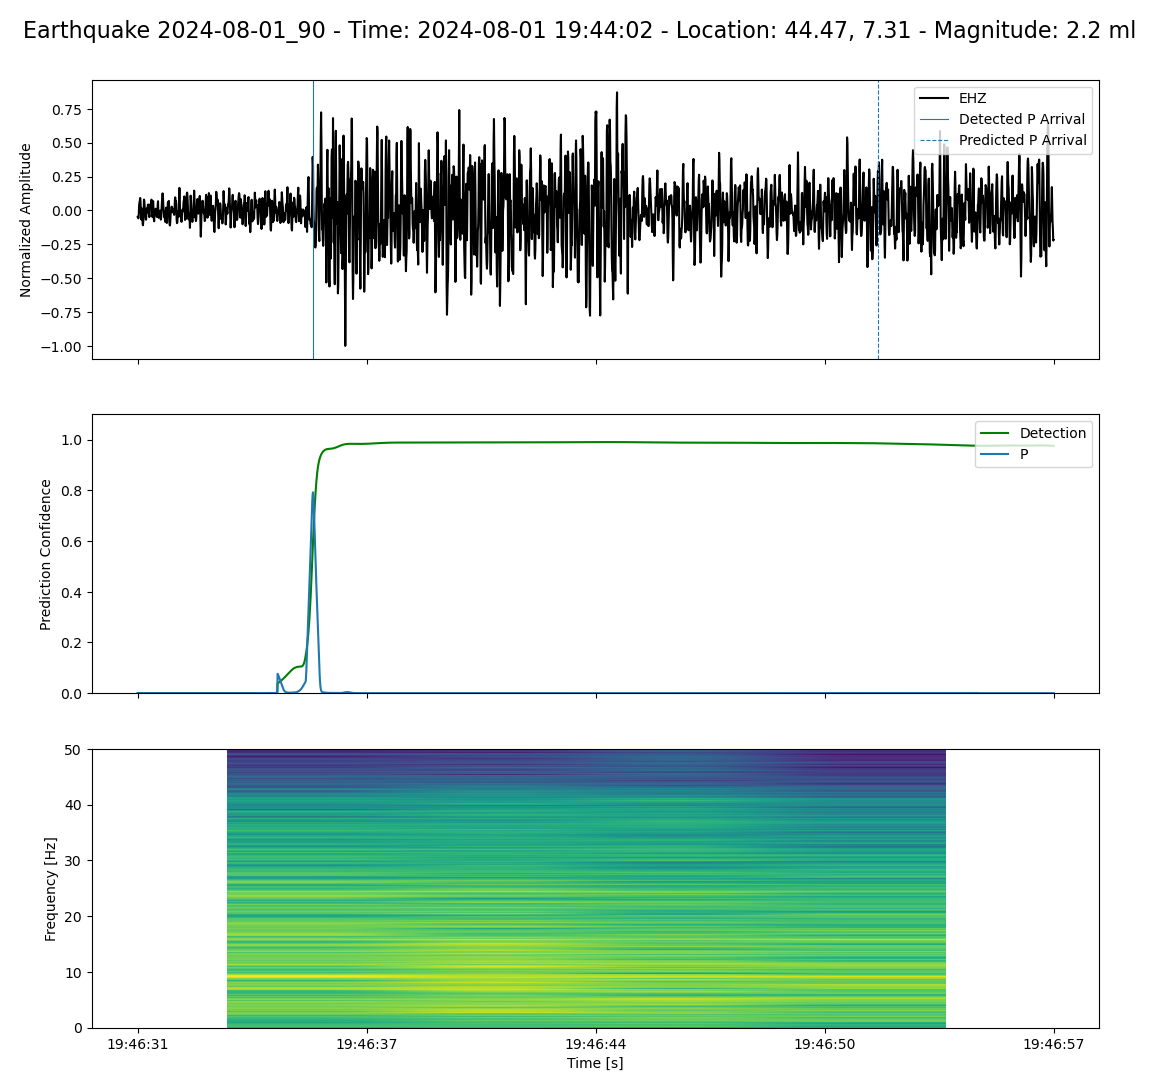 Earthquake 2024-08-01_90 - Time: 2024-08-01 19:44:02 - Location: 44.47, 7.31 - Magnitude: 2.2 ml
EHZ
Detected P Arrival
Predicted P Arrival
0.75
0.50
0.25
0.00
−0.25
−0.50
−0.75
−1.00
Normalized Amplitude
Detection
P
1.0
0.8
0.6
0.4
0.2
0.0
Prediction Confidence
50
40
30
20
10
0
Frequency [Hz]
19:46:31 19:46:37 19:46:44 19:46:50 19:46:57
Time [s]